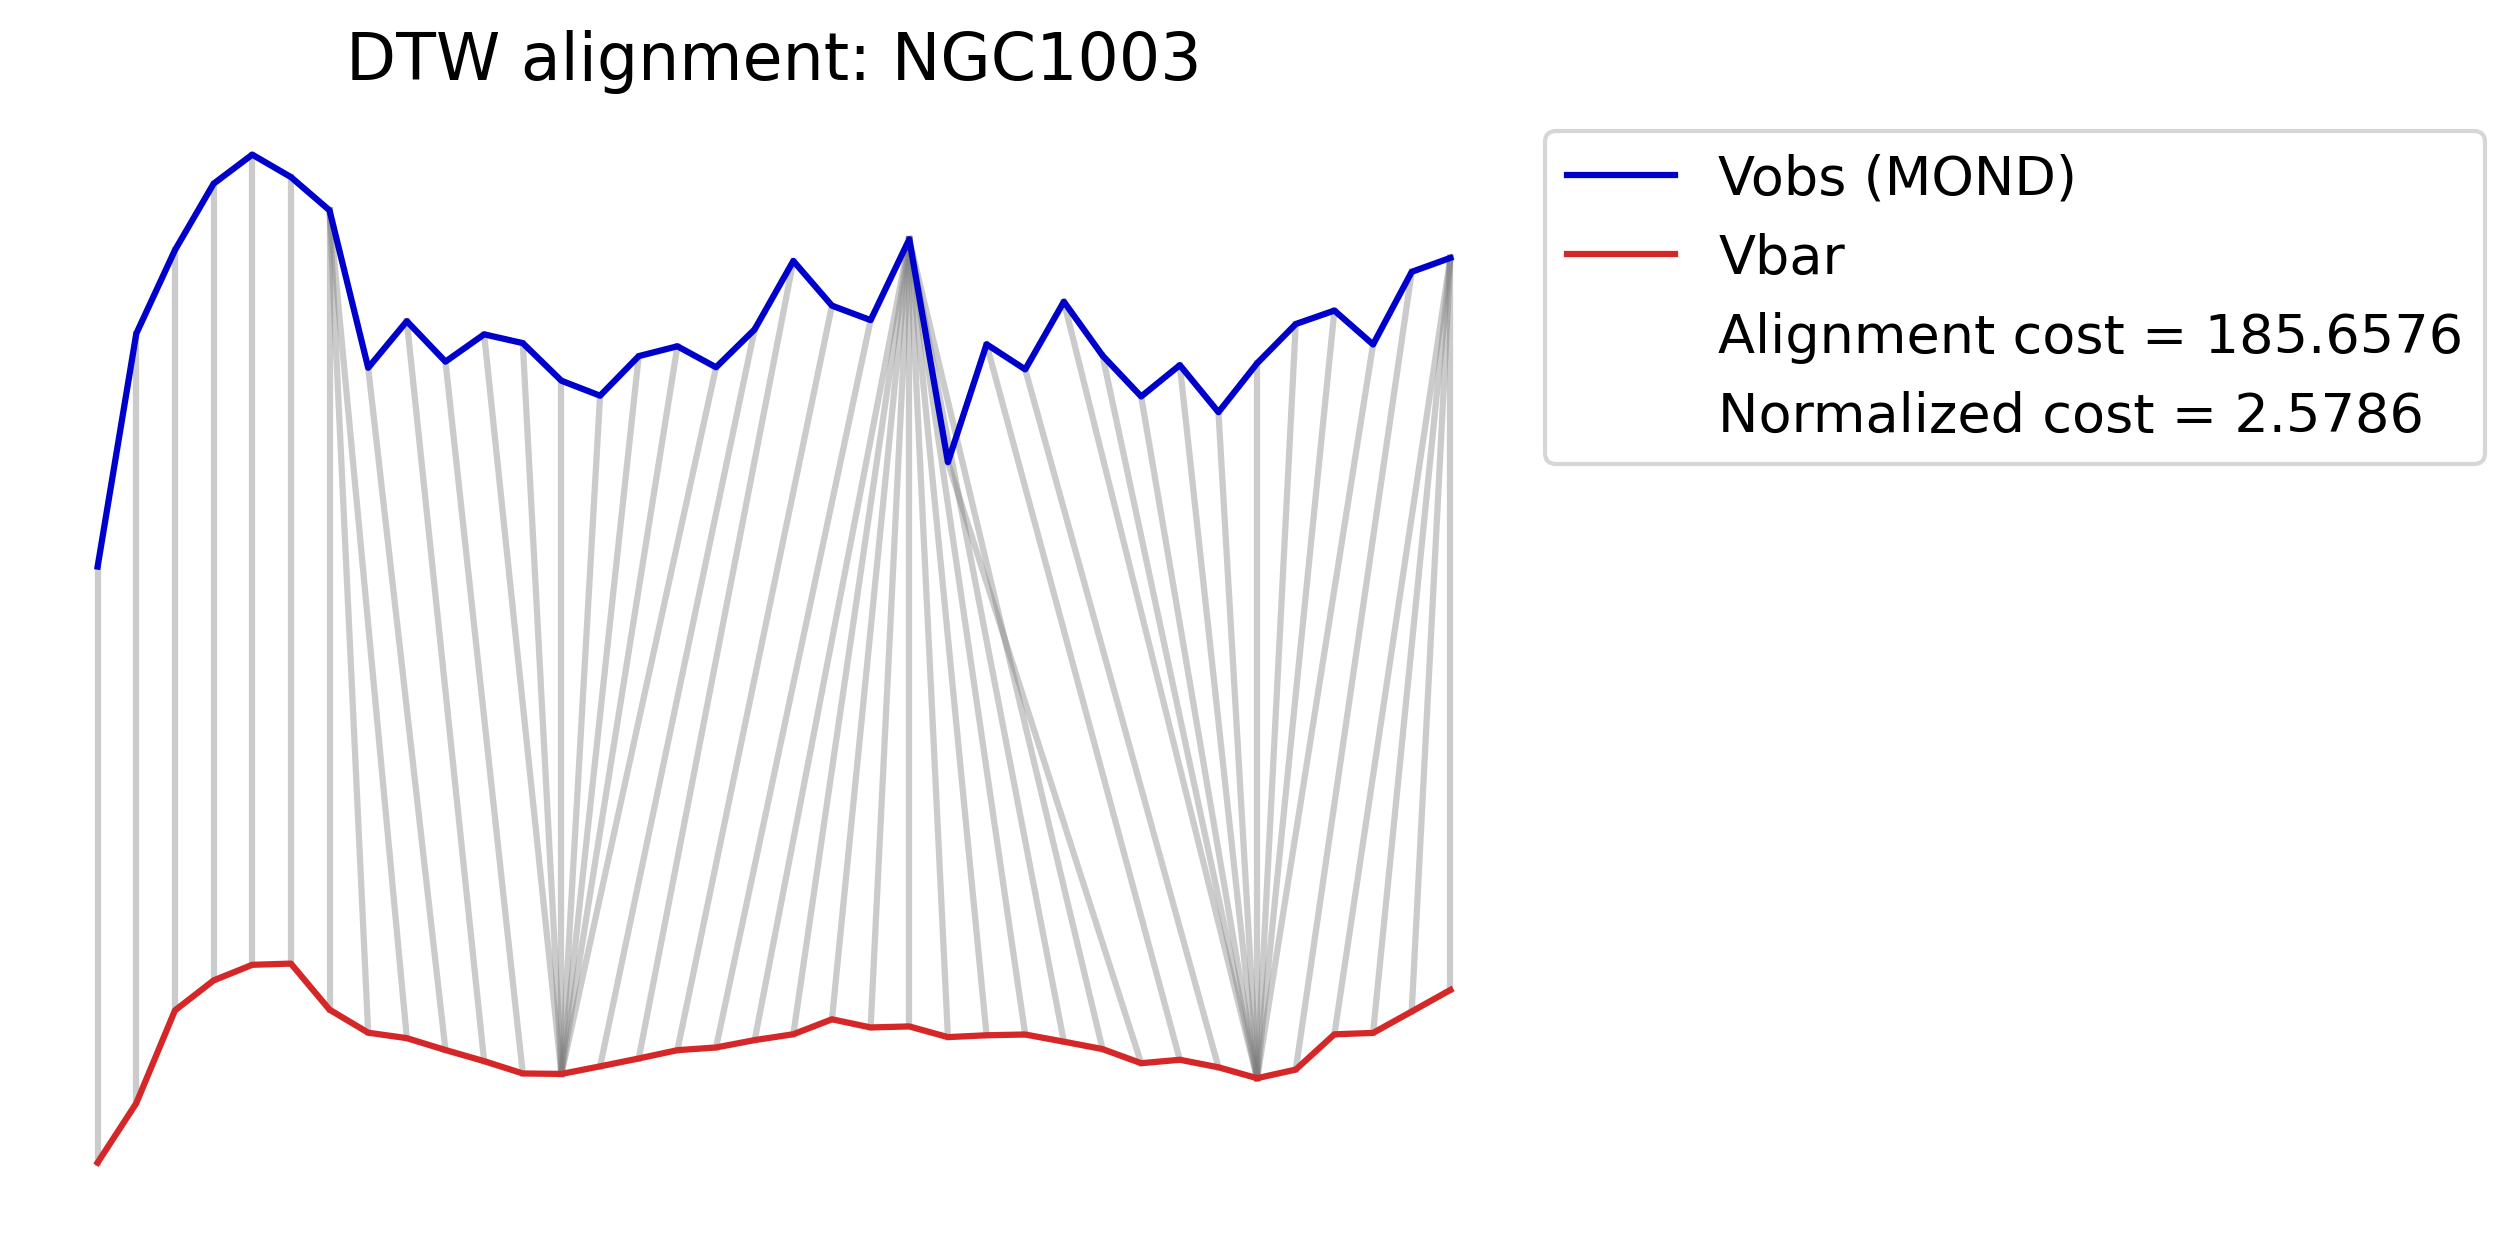 DTW alignment: NGC1003
Vobs (MOND)
Vbar
Alignment cost = 185.6576
Normalized cost = 2.5786